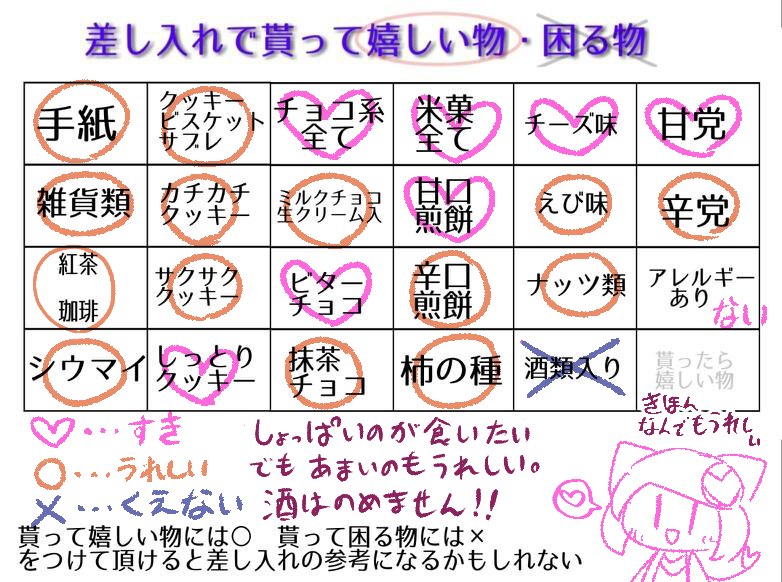 差し入れで貰って嬉しい物・困る物
手紙
クッキー
ビスケット
サブレ
チョコ系
全て
米菓
全て
チーズ味
甘党
雑貨類
カチカチ
クッキー
ミルクチョコ
生クリーム入
甘口
煎餅
えび味
辛党
紅茶
珈琲
サクサク
クッキー
ビター
チョコ
辛口
煎餅
ナッツ類
アレルギー
あり
ない
シウマイ
しっとり
クッキー
抹茶
チョコ
柿の種
酒類入り
貰ったら
嬉しい物
きほん
なんでもうれしい
♡・・・すき
○・・・うれしい
×・・・くえない
しょっぱいのが食いたい
でもあまいのもうれしい。
酒はのめません!!
貰って嬉しい物には○ 貰って困る物には×
をつけて頂けると差し入れの参考になるかもしれない